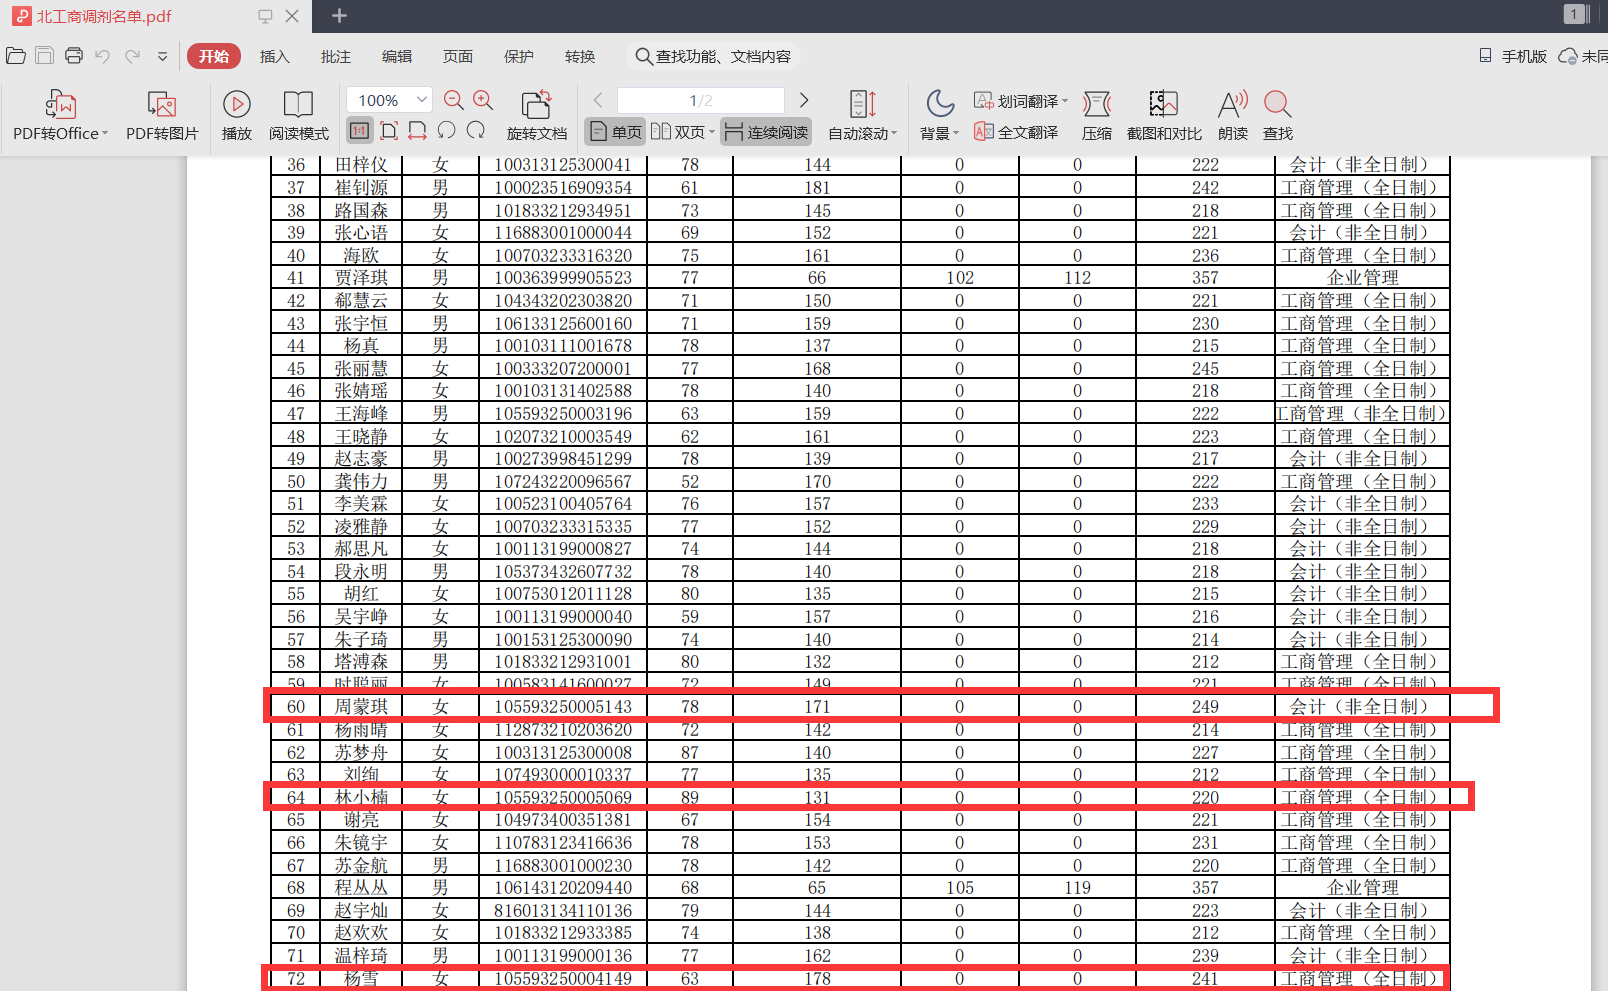 北工商调剂名单.pdf
1
开始 插入 批注 编辑 页面 保护 转换 查找功能、文档内容 手机版 未同
100% 1/2 划词翻译
PDF转Office PDF转图片 播放 阅读模式 1:1 旋转文档 单页 双页 连续阅读 自动滚动 背景 全文翻译 压缩 截图和对比 朗读 查找
36 田梓仪 女 100313125300041 78 144 0 0 222 会计（非全日制）
37 崔钊源 男 100023516909354 61 181 0 0 242 工商管理（全日制）
38 路国森 男 101833212934951 73 145 0 0 218 工商管理（全日制）
39 张心语 女 116883001000044 69 152 0 0 221 会计（非全日制）
40 海欧 女 100703233316320 75 161 0 0 236 工商管理（全日制）
41 贾泽琪 男 100363999905523 77 66 102 112 357 企业管理
42 郗慧云 女 104343202303820 71 150 0 0 221 工商管理（全日制）
43 张宇恒 男 106133125600160 71 159 0 0 230 工商管理（全日制）
44 杨真 男 100103111001678 78 137 0 0 215 工商管理（全日制）
45 张丽慧 女 100333207200001 77 168 0 0 245 工商管理（全日制）
46 张婧瑶 女 100103131402588 78 140 0 0 218 工商管理（全日制）
47 王海峰 男 105593250003196 63 159 0 0 222 工商管理（非全日制）
48 王晓静 女 102073210003549 62 161 0 0 223 工商管理（全日制）
49 赵志豪 男 100273998451299 78 139 0 0 217 会计（非全日制）
50 龚伟力 男 107243220096567 52 170 0 0 222 工商管理（全日制）
51 李美霖 女 100523100405764 76 157 0 0 233 会计（非全日制）
52 凌雅静 女 100703233315335 77 152 0 0 229 会计（非全日制）
53 郝思凡 女 100113199000827 74 144 0 0 218 会计（非全日制）
54 段永明 男 105373432607732 78 140 0 0 218 会计（非全日制）
55 胡红 女 100753012011128 80 135 0 0 215 会计（非全日制）
56 吴宇峥 女 100113199000040 59 157 0 0 216 会计（非全日制）
57 朱子琦 男 100153125300090 74 140 0 0 214 会计（非全日制）
58 塔溥森 男 101833212931001 80 132 0 0 212 工商管理（全日制）
59 时聪丽 女 100583141600027 72 149 0 0 221 工商管理（全日制）
60 周蒙琪 女 105593250005143 78 171 0 0 249 会计（非全日制）
61 杨雨晴 女 112873210203620 72 142 0 0 214 工商管理（全日制）
62 苏梦舟 女 100313125300008 87 140 0 0 227 工商管理（全日制）
63 刘绚 女 107493000010337 77 135 0 0 212 工商管理（全日制）
64 林小楠 女 105593250005069 89 131 0 0 220 工商管理（全日制）
65 谢亮 女 104973400351381 67 154 0 0 221 工商管理（全日制）
66 朱镜宇 女 110783123416636 78 153 0 0 231 工商管理（全日制）
67 苏金航 男 116883001000230 78 142 0 0 220 工商管理（全日制）
68 程丛丛 男 106143120209440 68 65 105 119 357 企业管理
69 赵宇灿 女 816013134110136 79 144 0 0 223 会计（非全日制）
70 赵欢欢 女 101833212933385 74 138 0 0 212 工商管理（全日制）
71 温梓琦 男 100113199000136 77 162 0 0 239 会计（非全日制）
72 杨雪 女 105593250004149 63 178 0 0 241 工商管理（全日制）